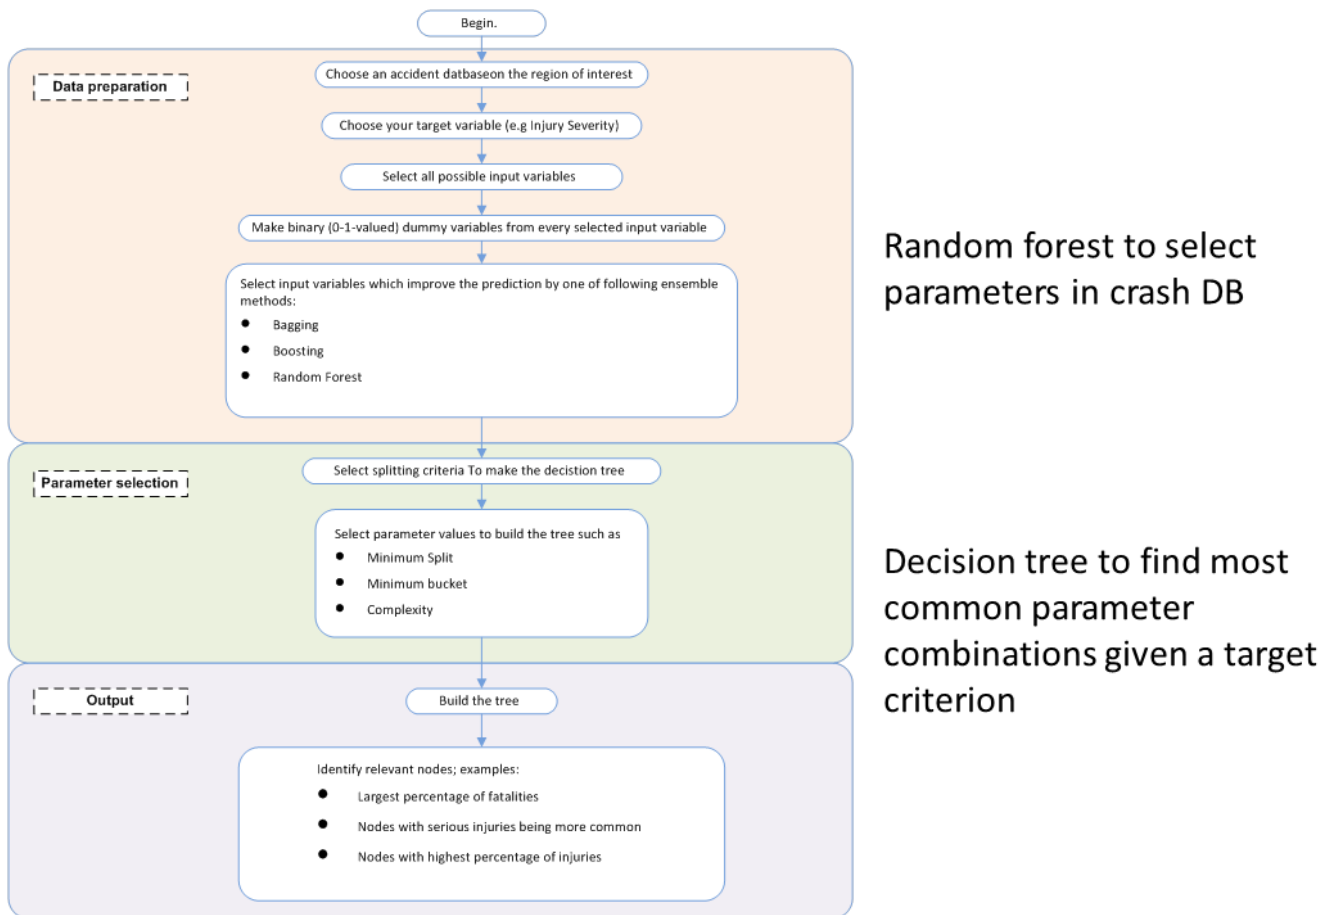 Begin.
Data preparation
Choose an accident datbaseon the region of interest
Choose your target variable (e.g Injury Severity)
Select all possible input variables
Make binary (0-1-valued) dummy variables from every selected input variable
Select input variables which improve the prediction by one of following ensemble
methods:
● Bagging
● Boosting
● Random Forest
Random forest to select
parameters in crash DB
Parameter selection
Select splitting criteria To make the decistion tree
Select parameter values to build the tree such as
● Minimum Split
● Minimum bucket
● Complexity
Decision tree to find most
common parameter
combinations given a target
criterion
Output
Build the tree
Identify relevant nodes; examples:
● Largest percentage of fatalities
● Nodes with serious injuries being more common
● Nodes with highest percentage of injuries